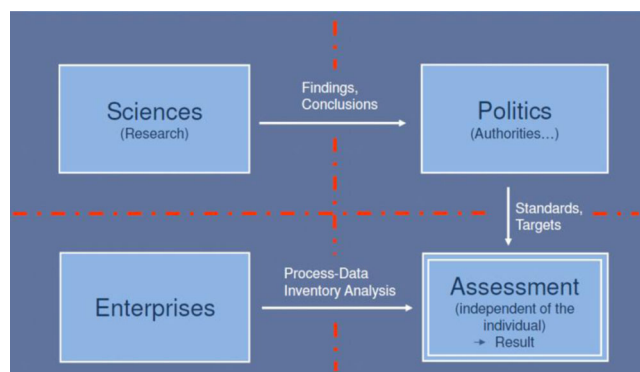 Sciences
(Research)
Findings,
Conclusions
Politics
(Authorities...)
Standards,
Targets
Enterprises
Process-Data
Inventory Analysis
Assessment
(independent of the
individual)
→ Result